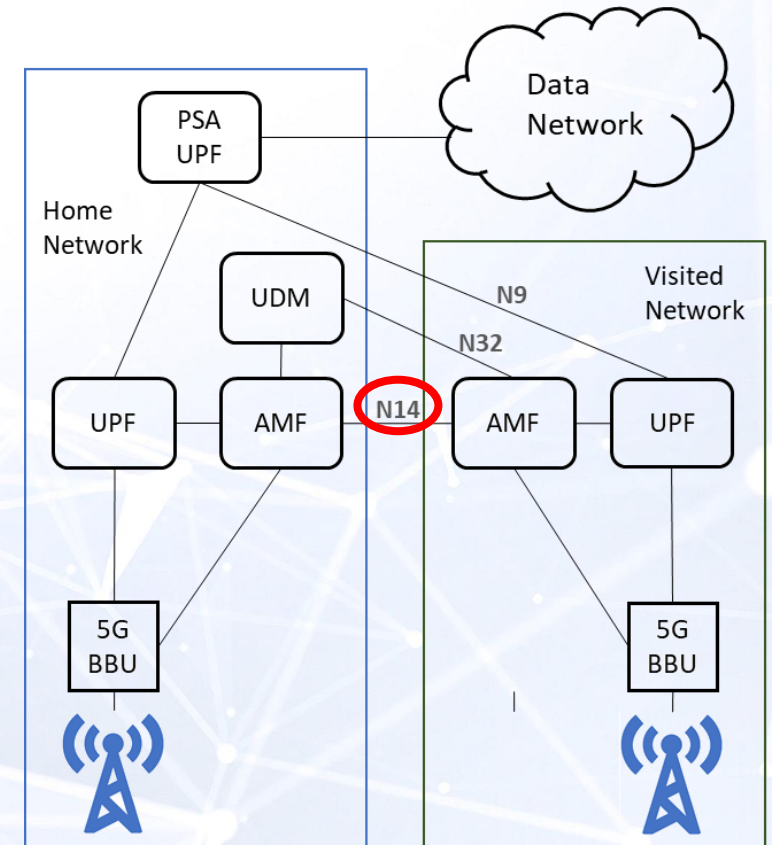 PSA
UPF
Data
Network
Home
Network
UDM
Visited
Network
N9
N32
UPF
AMF
N14
AMF
UPF
5G
BBU
5G
BBU